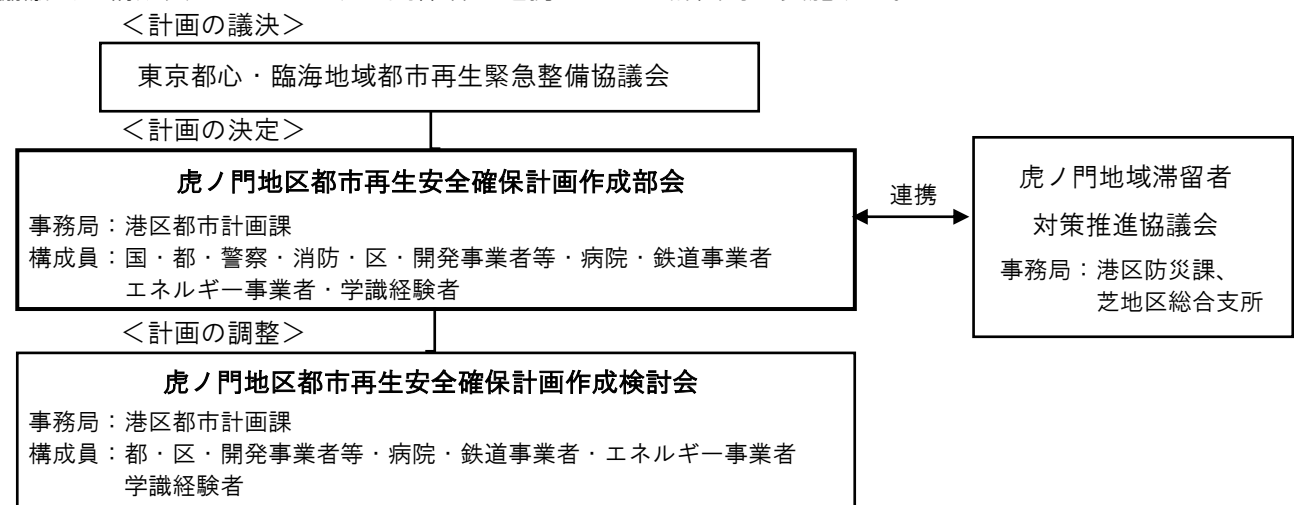 ＜計画の議決＞
東京都心・臨海地域都市再生緊急整備協議会
＜計画の決定＞
虎ノ門地区都市再生安全確保計画作成部会
事務局：港区都市計画課
構成員：国・都・警察・消防・区・開発事業者等・病院・鉄道事業者
エネルギー事業者・学識経験者
連携
虎ノ門地域滞留者
対策推進協議会
事務局：港区防災課、
芝地区総合支所
＜計画の調整＞
虎ノ門地区都市再生安全確保計画作成検討会
事務局：港区都市計画課
構成員：都・区・開発事業者等・病院・鉄道事業者・エネルギー事業者
学識経験者